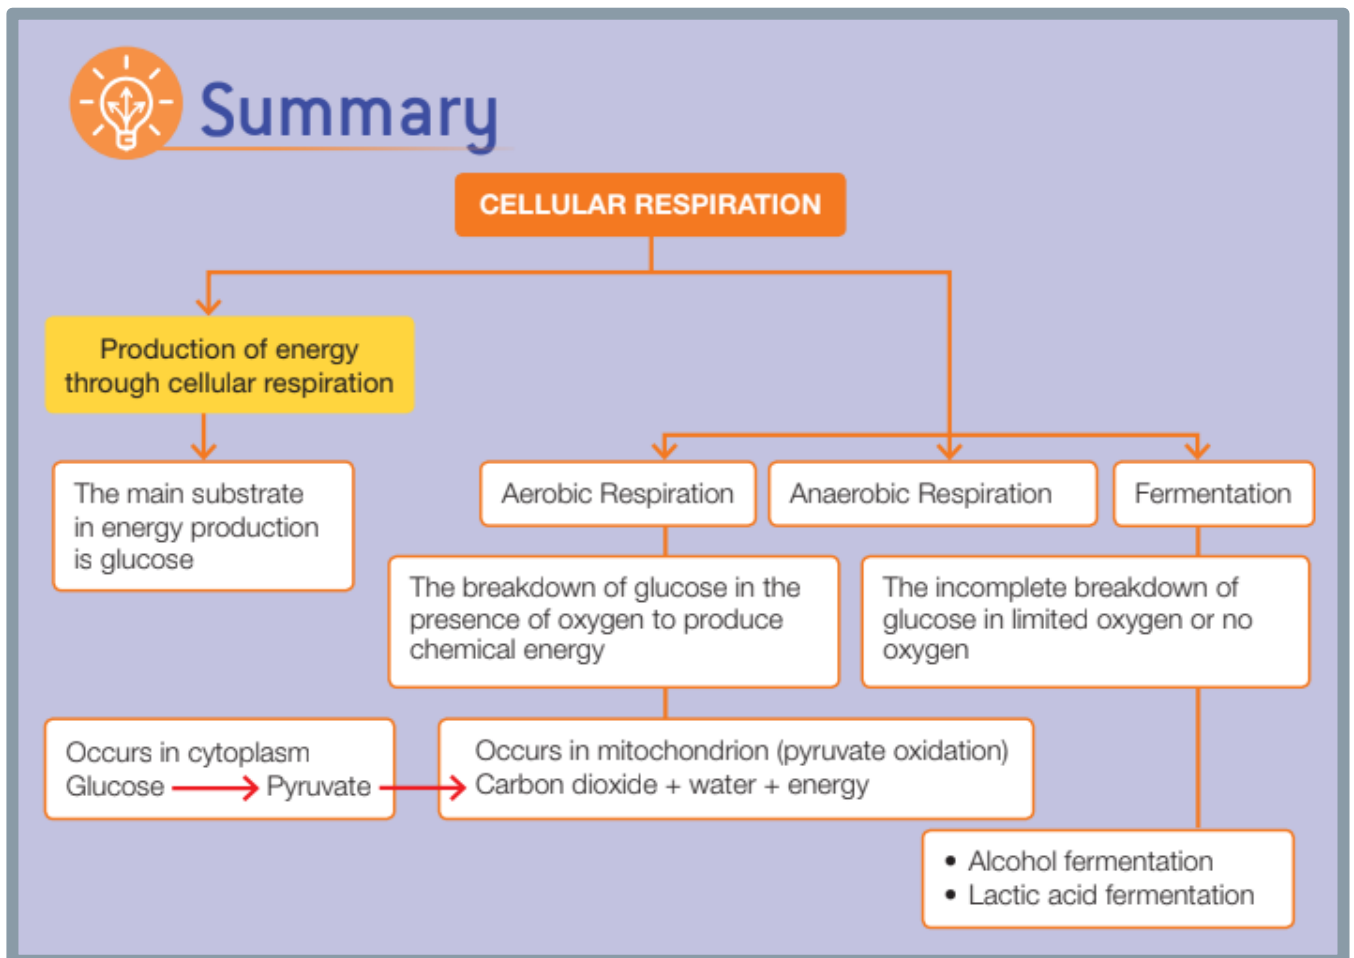 Summary
CELLULAR RESPIRATION
Production of energy
through cellular respiration
The main substrate
in energy production
is glucose
Aerobic Respiration
Anaerobic Respiration
Fermentation
The breakdown of glucose in the
presence of oxygen to produce
chemical energy
The incomplete breakdown of
glucose in limited oxygen or no
oxygen
Occurs in cytoplasm
Glucose → Pyruvate
Occurs in mitochondrion (pyruvate oxidation)
Carbon dioxide + water + energy
• Alcohol fermentation
• Lactic acid fermentation